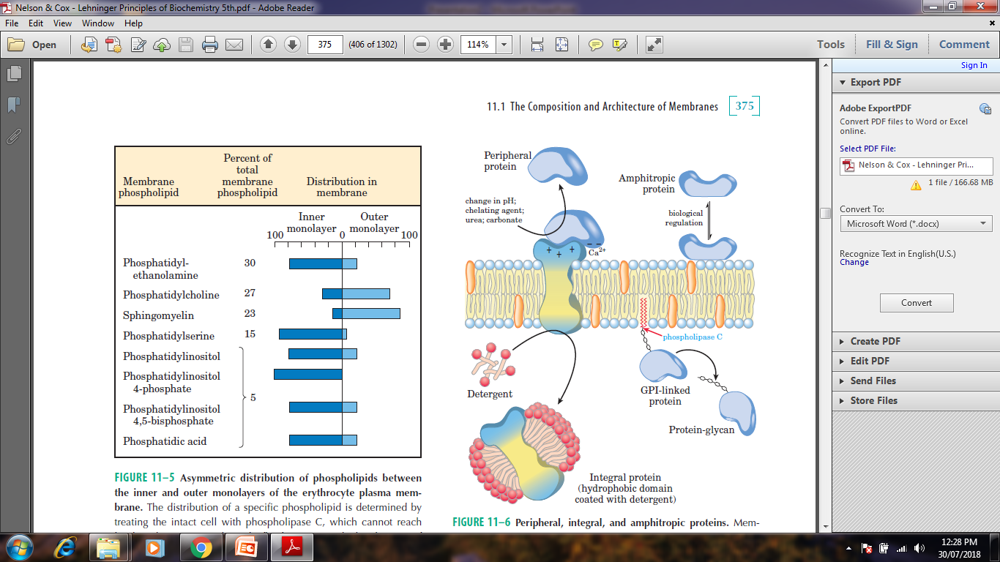 Nelson & Cox - Lehninger Principles of Biochemistry 5th.pdf - Adobe Reader
File Edit View Window Help
Open 375 (406 of 1302) 114% Tools Fill & Sign Comment
Sign In
Export PDF
Adobe ExportPDF
Convert PDF files to Word or Excel
online.
Select PDF File:
Nelson & Cox - Lehninger Pri...
1 file / 166.68 MB
Convert To:
Microsoft Word (*.docx)
Recognize Text in English(U.S.)
Change
Convert
Create PDF
Edit PDF
Send Files
Store Files
11.1 The Composition and Architecture of Membranes 375
Membrane
phospholipid
Percent of
total
membrane
phospholipid
Distribution in
membrane
Inner
monolayer
Outer
monolayer
100 0 100
Phosphatidyl-
ethanolamine
30
Phosphatidylcholine 27
Sphingomyelin 23
Phosphatidylserine 15
Phosphatidylinositol
Phosphatidylinositol
4-phosphate
5
Phosphatidylinositol
4,5-bisphosphate
Phosphatidic acid
FIGURE 11–5 Asymmetric distribution of phospholipids between
the inner and outer monolayers of the erythrocyte plasma mem-
brane. The distribution of a specific phospholipid is determined by
treating the intact cell with phospholipase C, which cannot reach
Peripheral
protein
change in pH;
chelating agent;
urea; carbonate
Amphitropic
protein
biological
regulation
+ + +
– –
Ca2+
phospholipase C
Detergent
GPI-linked
protein
Protein-glycan
Integral protein
(hydrophobic domain
coated with detergent)
FIGURE 11–6 Peripheral, integral, and amphitropic proteins. Mem-
12:28 PM
30/07/2018